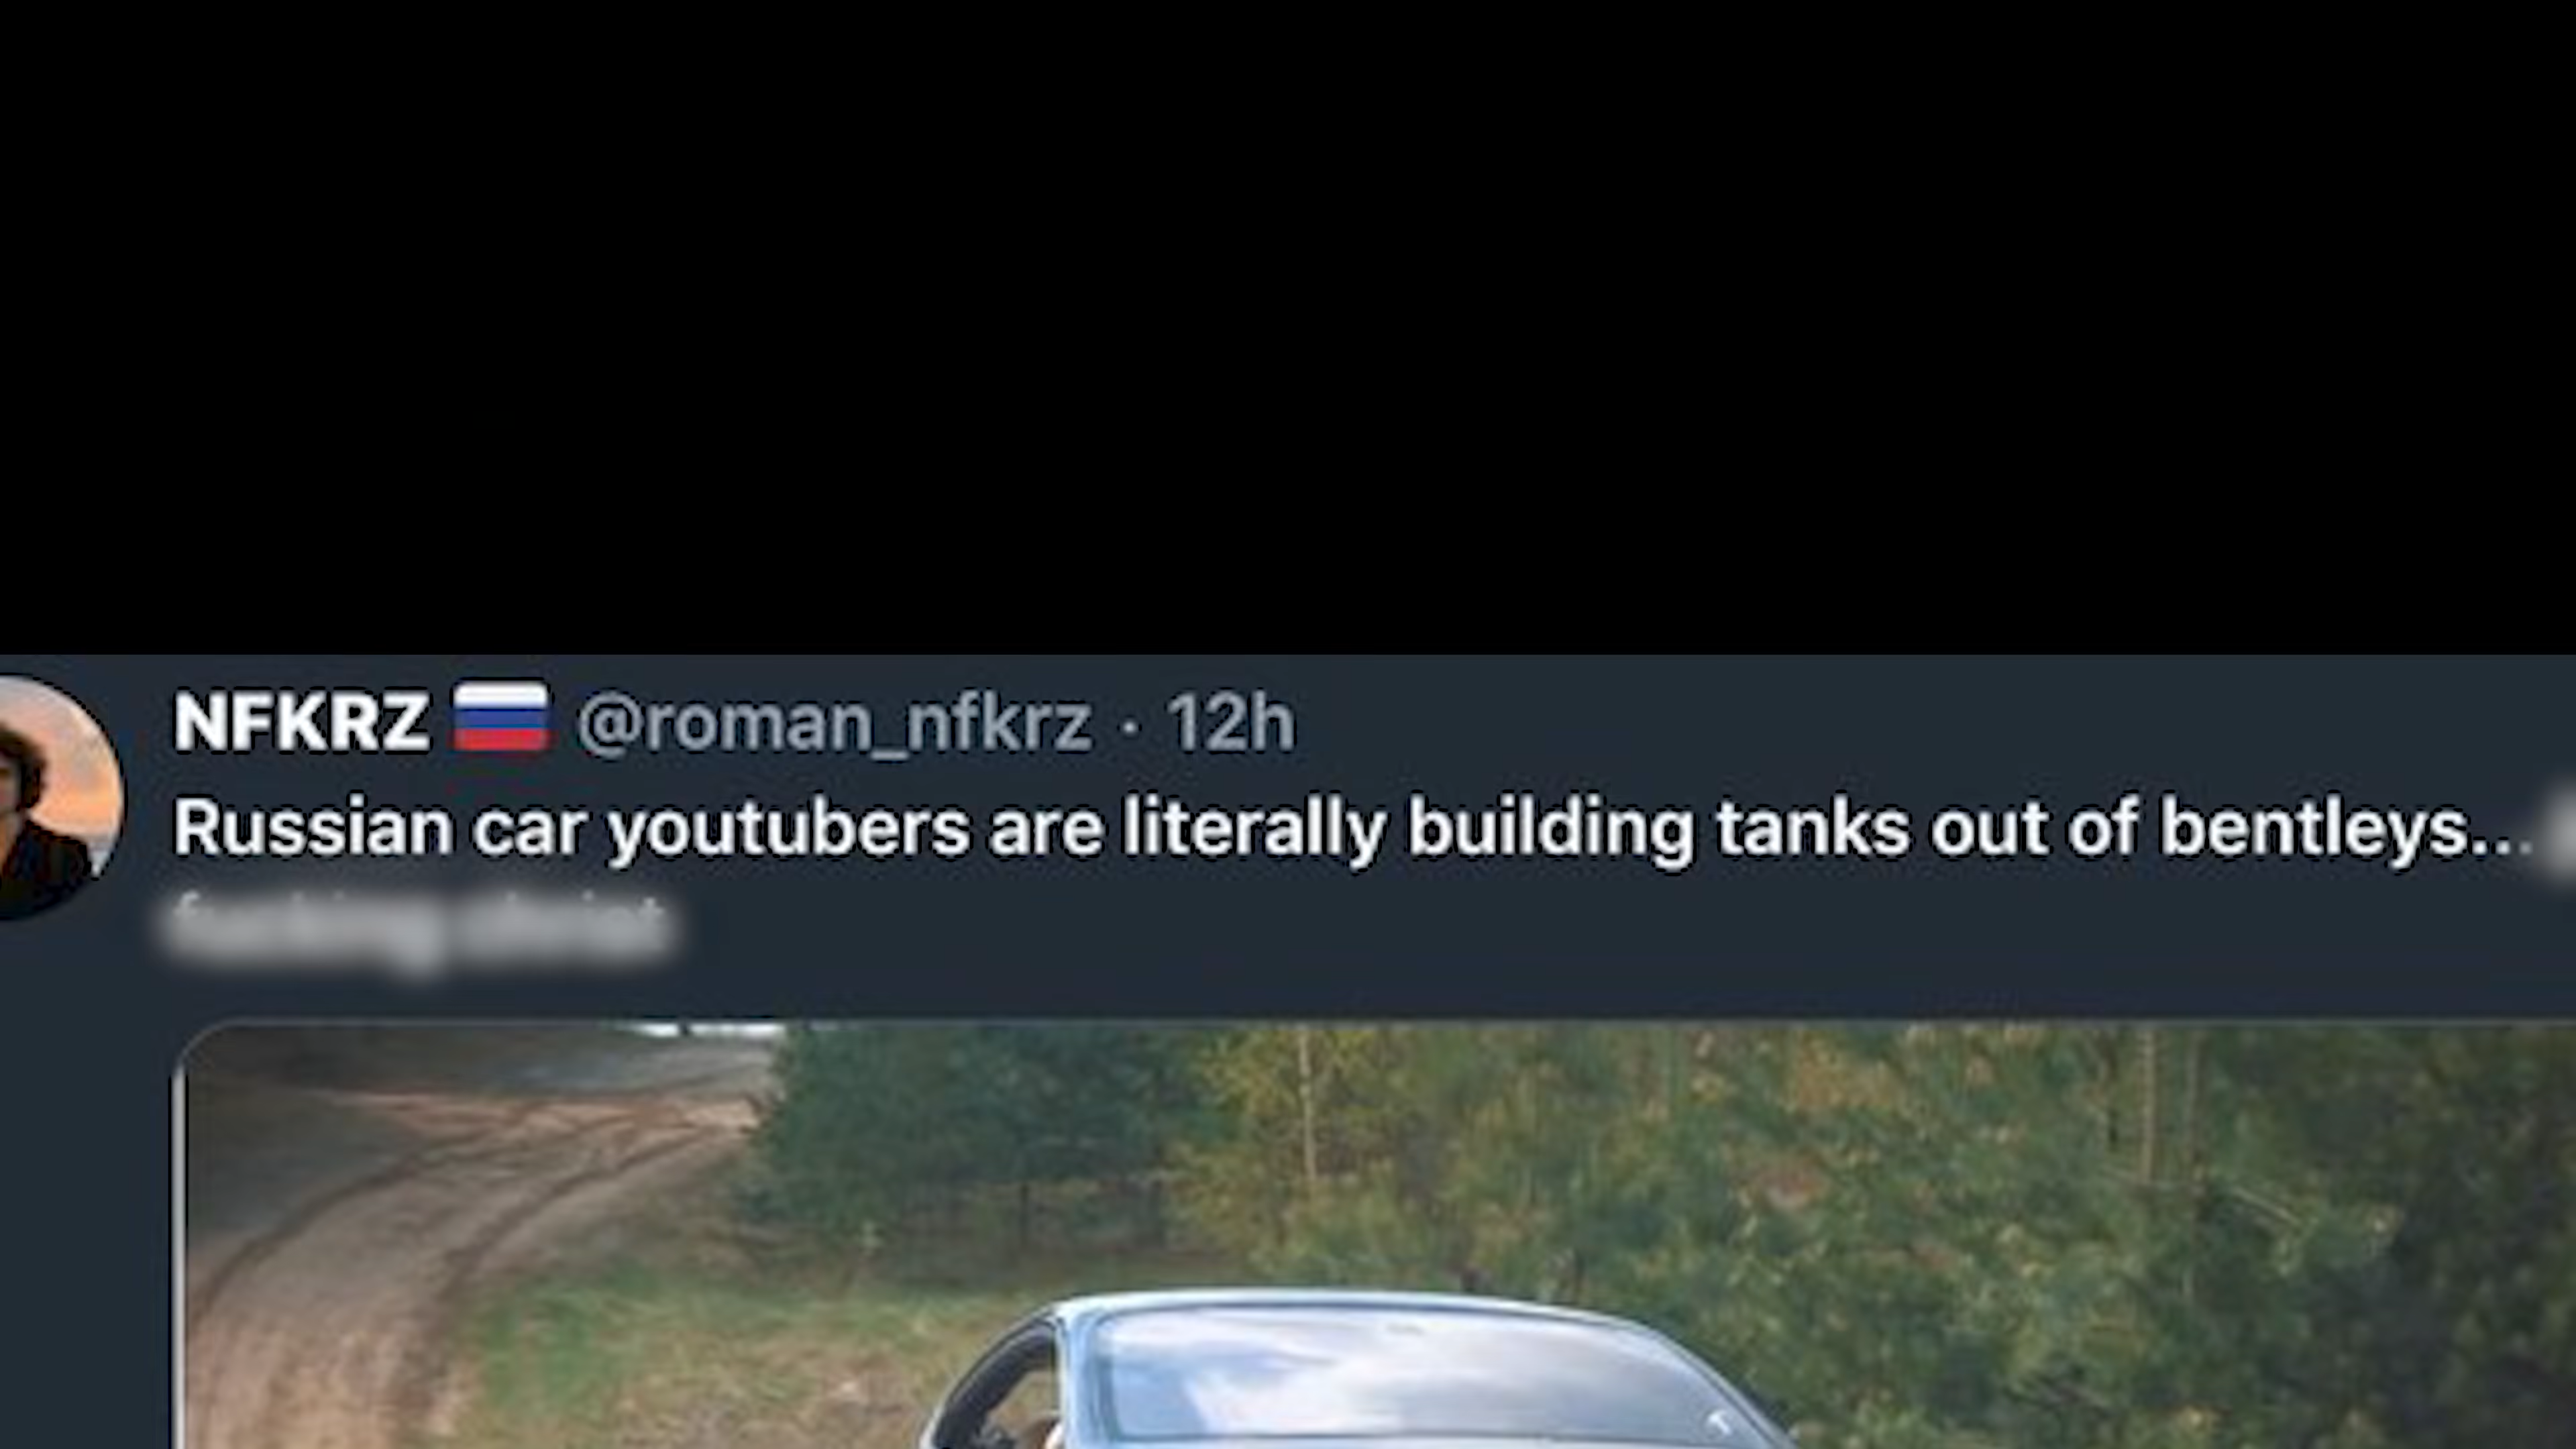 NFKRZ 🇷🇺 @roman_nfkrz · 12h
Russian car youtubers are literally building tanks out of bentleys...